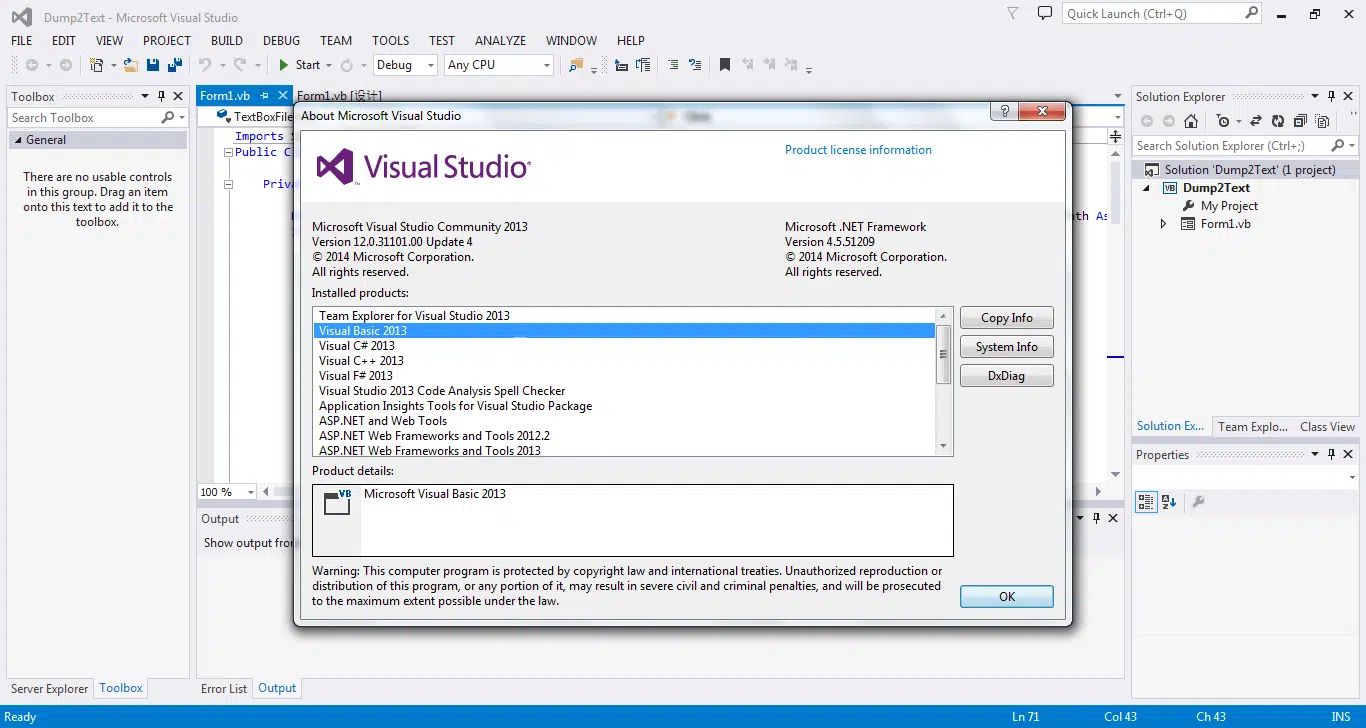 Dump2Text - Microsoft Visual Studio
Quick Launch (Ctrl+Q)
FILE EDIT VIEW PROJECT BUILD DEBUG TEAM TOOLS TEST ANALYZE WINDOW HELP
Start Debug Any CPU
Toolbox
Search Toolbox
General
There are no usable controls
in this group. Drag an item
onto this text to add it to the
toolbox.
Server Explorer Toolbox
Form1.vb Form1.vb [设计]
TextBoxFile
Click
Imports
Public C
Priv
th As
100 %
About Microsoft Visual Studio
Visual Studio
Product license information
Microsoft Visual Studio Community 2013
Version 12.0.31101.00 Update 4
© 2014 Microsoft Corporation.
All rights reserved.
Microsoft .NET Framework
Version 4.5.51209
© 2014 Microsoft Corporation.
All rights reserved.
Installed products:
Team Explorer for Visual Studio 2013
Visual Basic 2013
Visual C# 2013
Visual C++ 2013
Visual F# 2013
Visual Studio 2013 Code Analysis Spell Checker
Application Insights Tools for Visual Studio Package
ASP.NET and Web Tools
ASP.NET Web Frameworks and Tools 2012.2
ASP.NET Web Frameworks and Tools 2013
Copy Info
System Info
DxDiag
Product details:
VB
Microsoft Visual Basic 2013
Warning: This computer program is protected by copyright law and international treaties. Unauthorized reproduction or
distribution of this program, or any portion of it, may result in severe civil and criminal penalties, and will be prosecuted
to the maximum extent possible under the law.
OK
Output
Show output from
Error List Output
Solution Explorer
Search Solution Explorer (Ctrl+;)
Solution 'Dump2Text' (1 project)
VB Dump2Text
My Project
Form1.vb
Solution Ex... Team Explo... Class View
Properties
Ready Ln 71 Col 43 Ch 43 INS